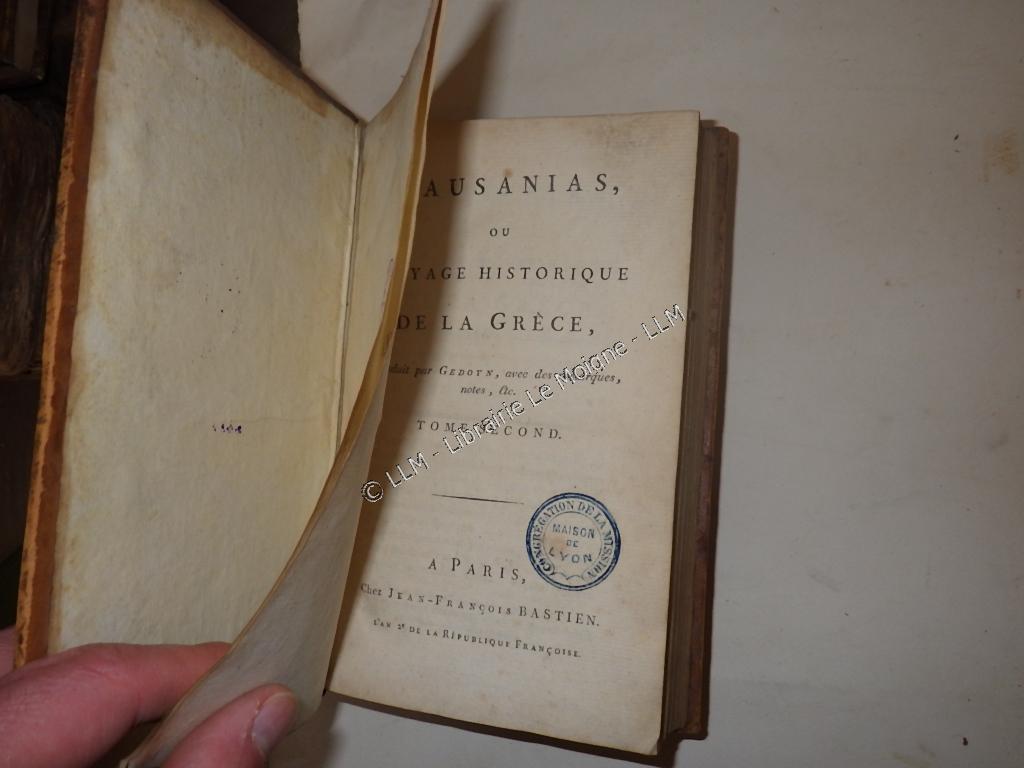 AUSANIAS,
OU
YAGE HISTORIQUE
DE LA GRÈCE,
duit par GEDOYN, avec des
notes, &c.
TOME SECOND.
CONGRÉGATION DE LA MISSION
MAISON
DE
LYON
A PARIS,
Chez JEAN-FRANÇOIS BASTIEN.
L'AN 2e DE LA RÉPUBLIQUE FRANÇOISE.
© LLM - Librairie Le Moigne - LLM